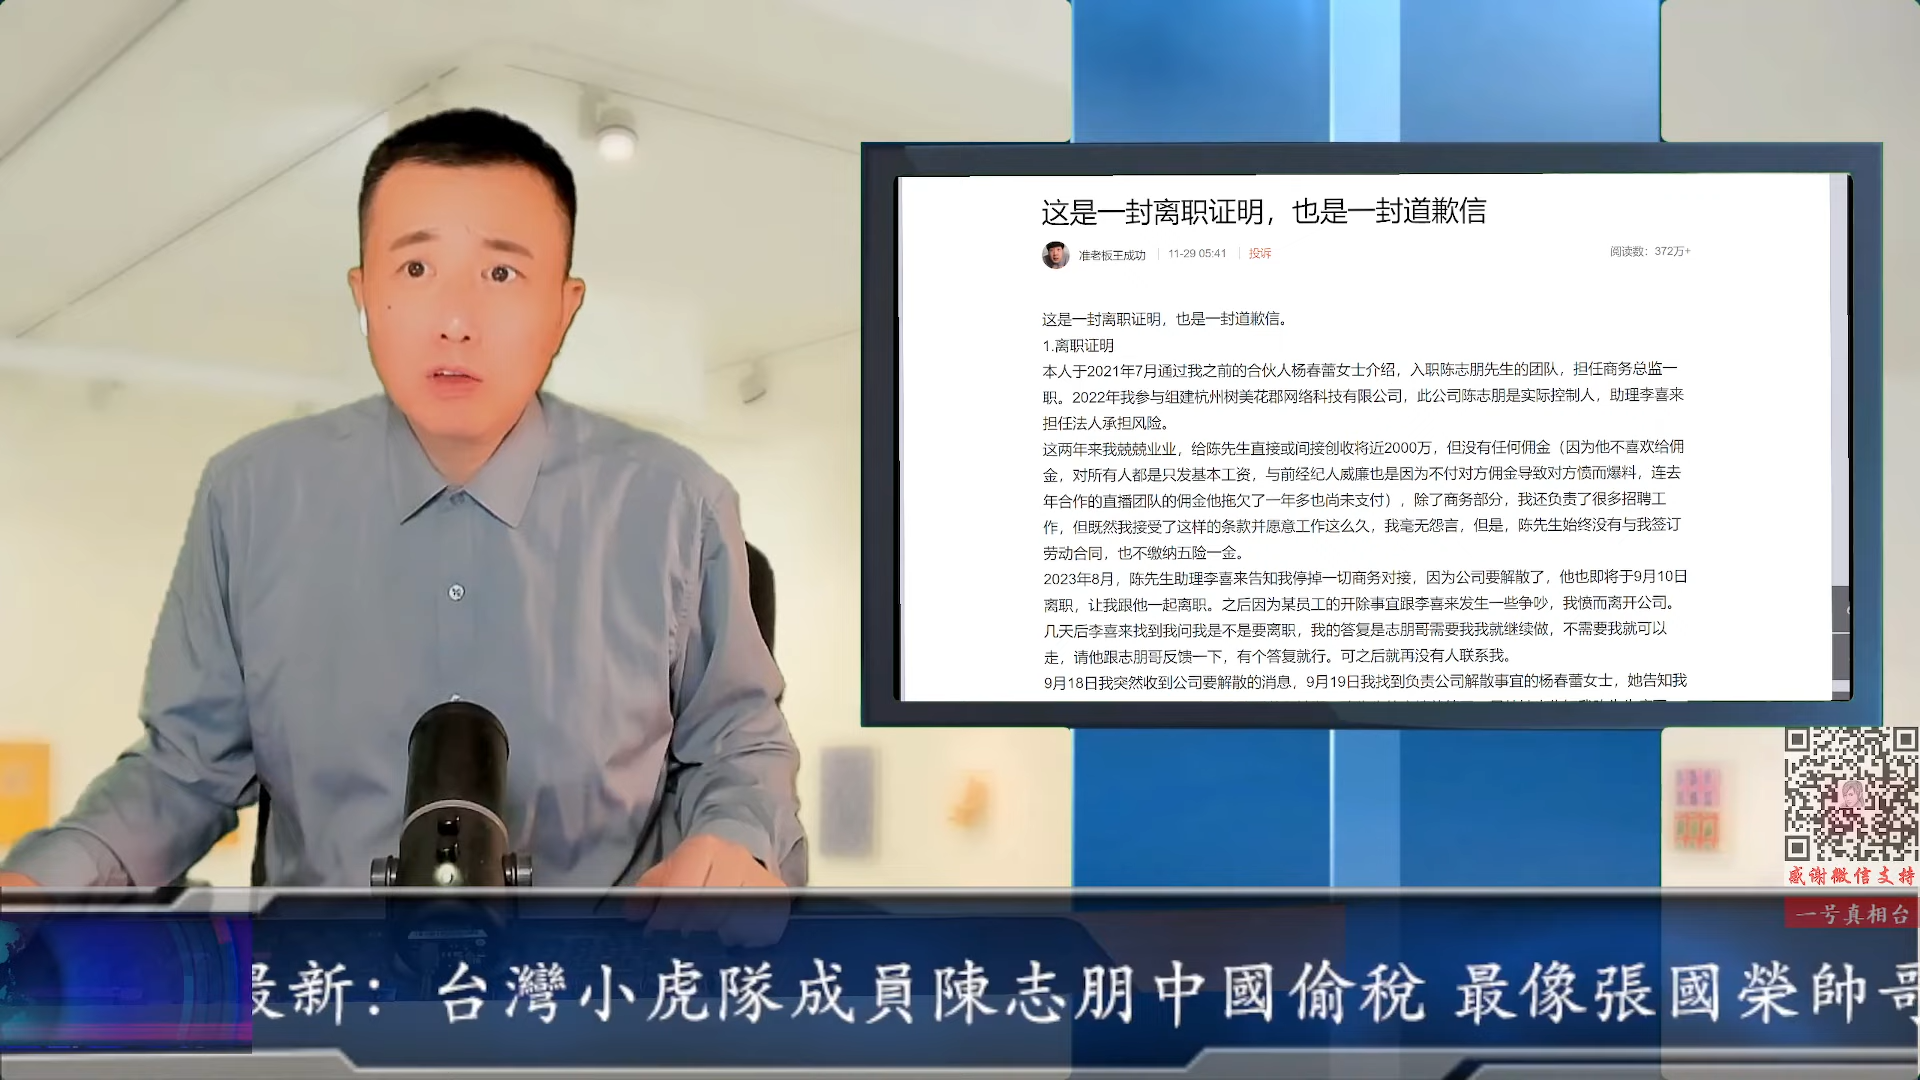 这是一封离职证明，也是一封道歉信
准老板王成功 11-29 05:41 投诉 阅读数：372万+
这是一封离职证明，也是一封道歉信。
1.离职证明
本人于2021年7月通过我之前的合伙人杨春蕾女士介绍，入职陈志朋先生的团队，担任商务总监一
职。2022年我参与组建杭州树美花郡网络科技有限公司，此公司陈志朋是实际控制人，助理李喜来
担任法人承担风险。
这两年来我兢兢业业，给陈先生直接或间接创收将近2000万，但没有任何佣金（因为他不喜欢给佣
金，对所有人都是只发基本工资，与前经纪人威廉也是因为不付对方佣金导致对方愤而爆料，连去
年合作的直播团队的佣金他拖欠了一年多也尚未支付），除了商务部分，我还负责了很多招聘工
作，但既然我接受了这样的条款并愿意工作这么久，我毫无怨言，但是，陈先生始终没有与我签订
劳动合同，也不缴纳五险一金。
2023年8月，陈先生助理李喜来告知我停掉一切商务对接，因为公司要解散了，他也即将于9月10日
离职，让我跟他一起离职。之后因为某员工的开除事宜跟李喜来发生一些争吵，我愤而离开公司。
几天后李喜来找到我问我是不是要离职，我的答复是志朋哥需要我我就继续做，不需要我就可以
走，请他跟志朋哥反馈一下，有个答复就行。可之后就再没有人联系我。
9月18日我突然收到公司要解散的消息，9月19日我找到负责公司解散事宜的杨春蕾女士，她告知我
感谢微信支持
一号真相台
最新：台灣小虎隊成員陳志朋中國偷稅 最像張國榮帥哥